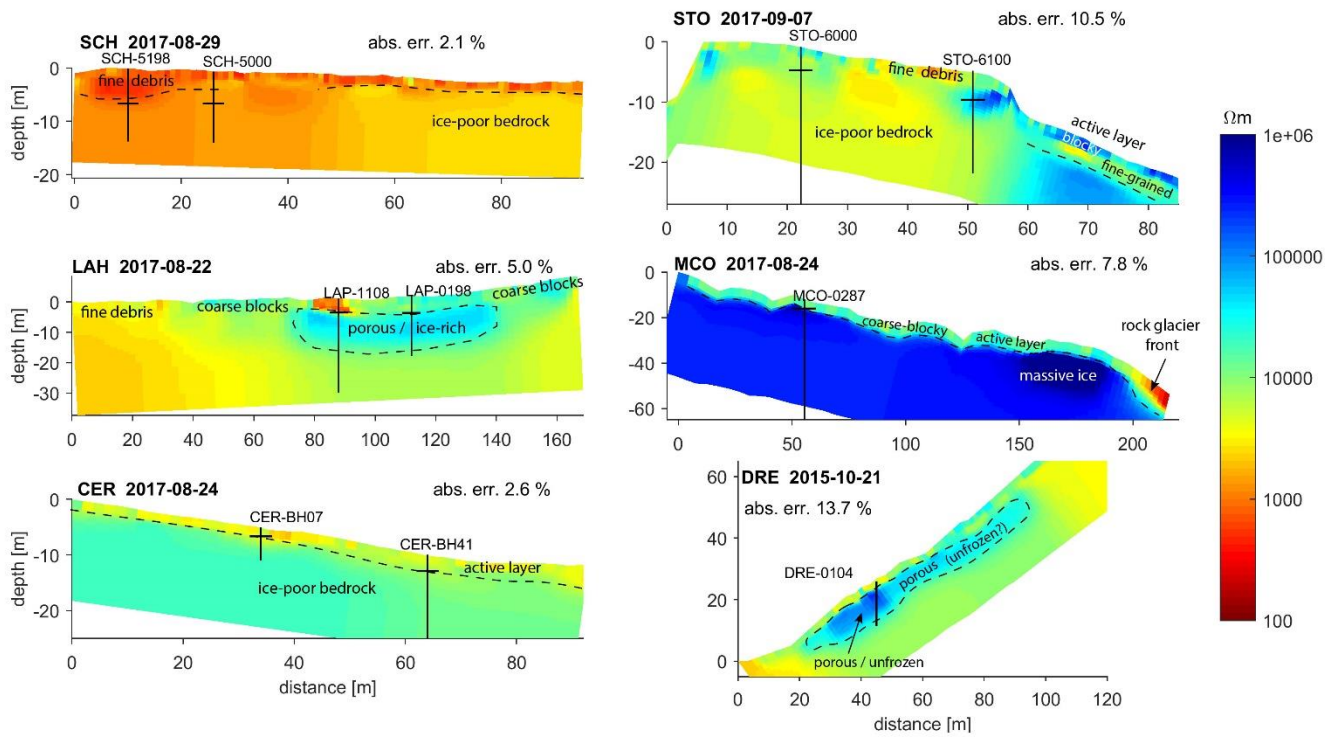 SCH 2017-08-29
abs. err. 2.1 %
SCH-5198
SCH-5000
fine debris
ice-poor bedrock
depth [m]
0
-10
-20
0
20
40
60
80
STO 2017-09-07
abs. err. 10.5 %
STO-6000
STO-6100
fine debris
ice-poor bedrock
active layer
blocky
fine-grained
0
-10
-20
0
10
20
30
40
50
60
70
80
LAH 2017-08-22
abs. err. 5.0 %
LAP-1108
LAP-0198
coarse blocks
fine debris
coarse blocks
porous / ice-rich
depth [m]
0
-10
-20
-30
0
20
40
60
80
100
120
140
160
MCO 2017-08-24
abs. err. 7.8 %
MCO-0287
coarse-blocky
active layer
rock glacier
front
massive ice
0
-20
-40
-60
0
50
100
150
200
CER 2017-08-24
abs. err. 2.6 %
CER-BH07
CER-BH41
active layer
ice-poor bedrock
depth [m]
0
-10
-20
0
20
40
60
80
distance [m]
DRE 2015-10-21
abs. err. 13.7 %
DRE-0104
porous (unfrozen?)
porous / unfrozen
60
40
20
0
0
20
40
60
80
100
120
distance [m]
Ωm
1e+06
100000
10000
1000
100